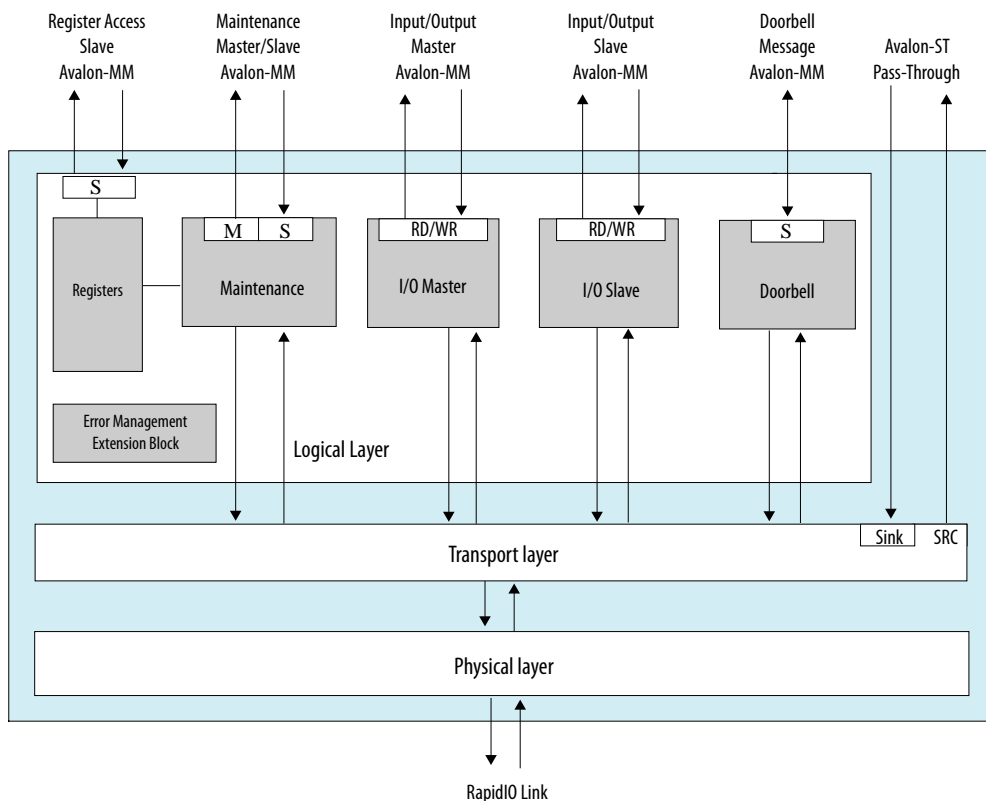 Register Access
Slave
Avalon-MM
Maintenance
Master/Slave
Avalon-MM
Input/Output
Master
Avalon-MM
Input/Output
Slave
Avalon-MM
Doorbell
Message
Avalon-MM
Avalon-ST
Pass-Through
S
M
S
RD/WR
RD/WR
S
Registers
Maintenance
I/O Master
I/O Slave
Doorbell
Error Management
Extension Block
Logical Layer
Sink
SRC
Transport layer
Physical layer
RapidIO Link